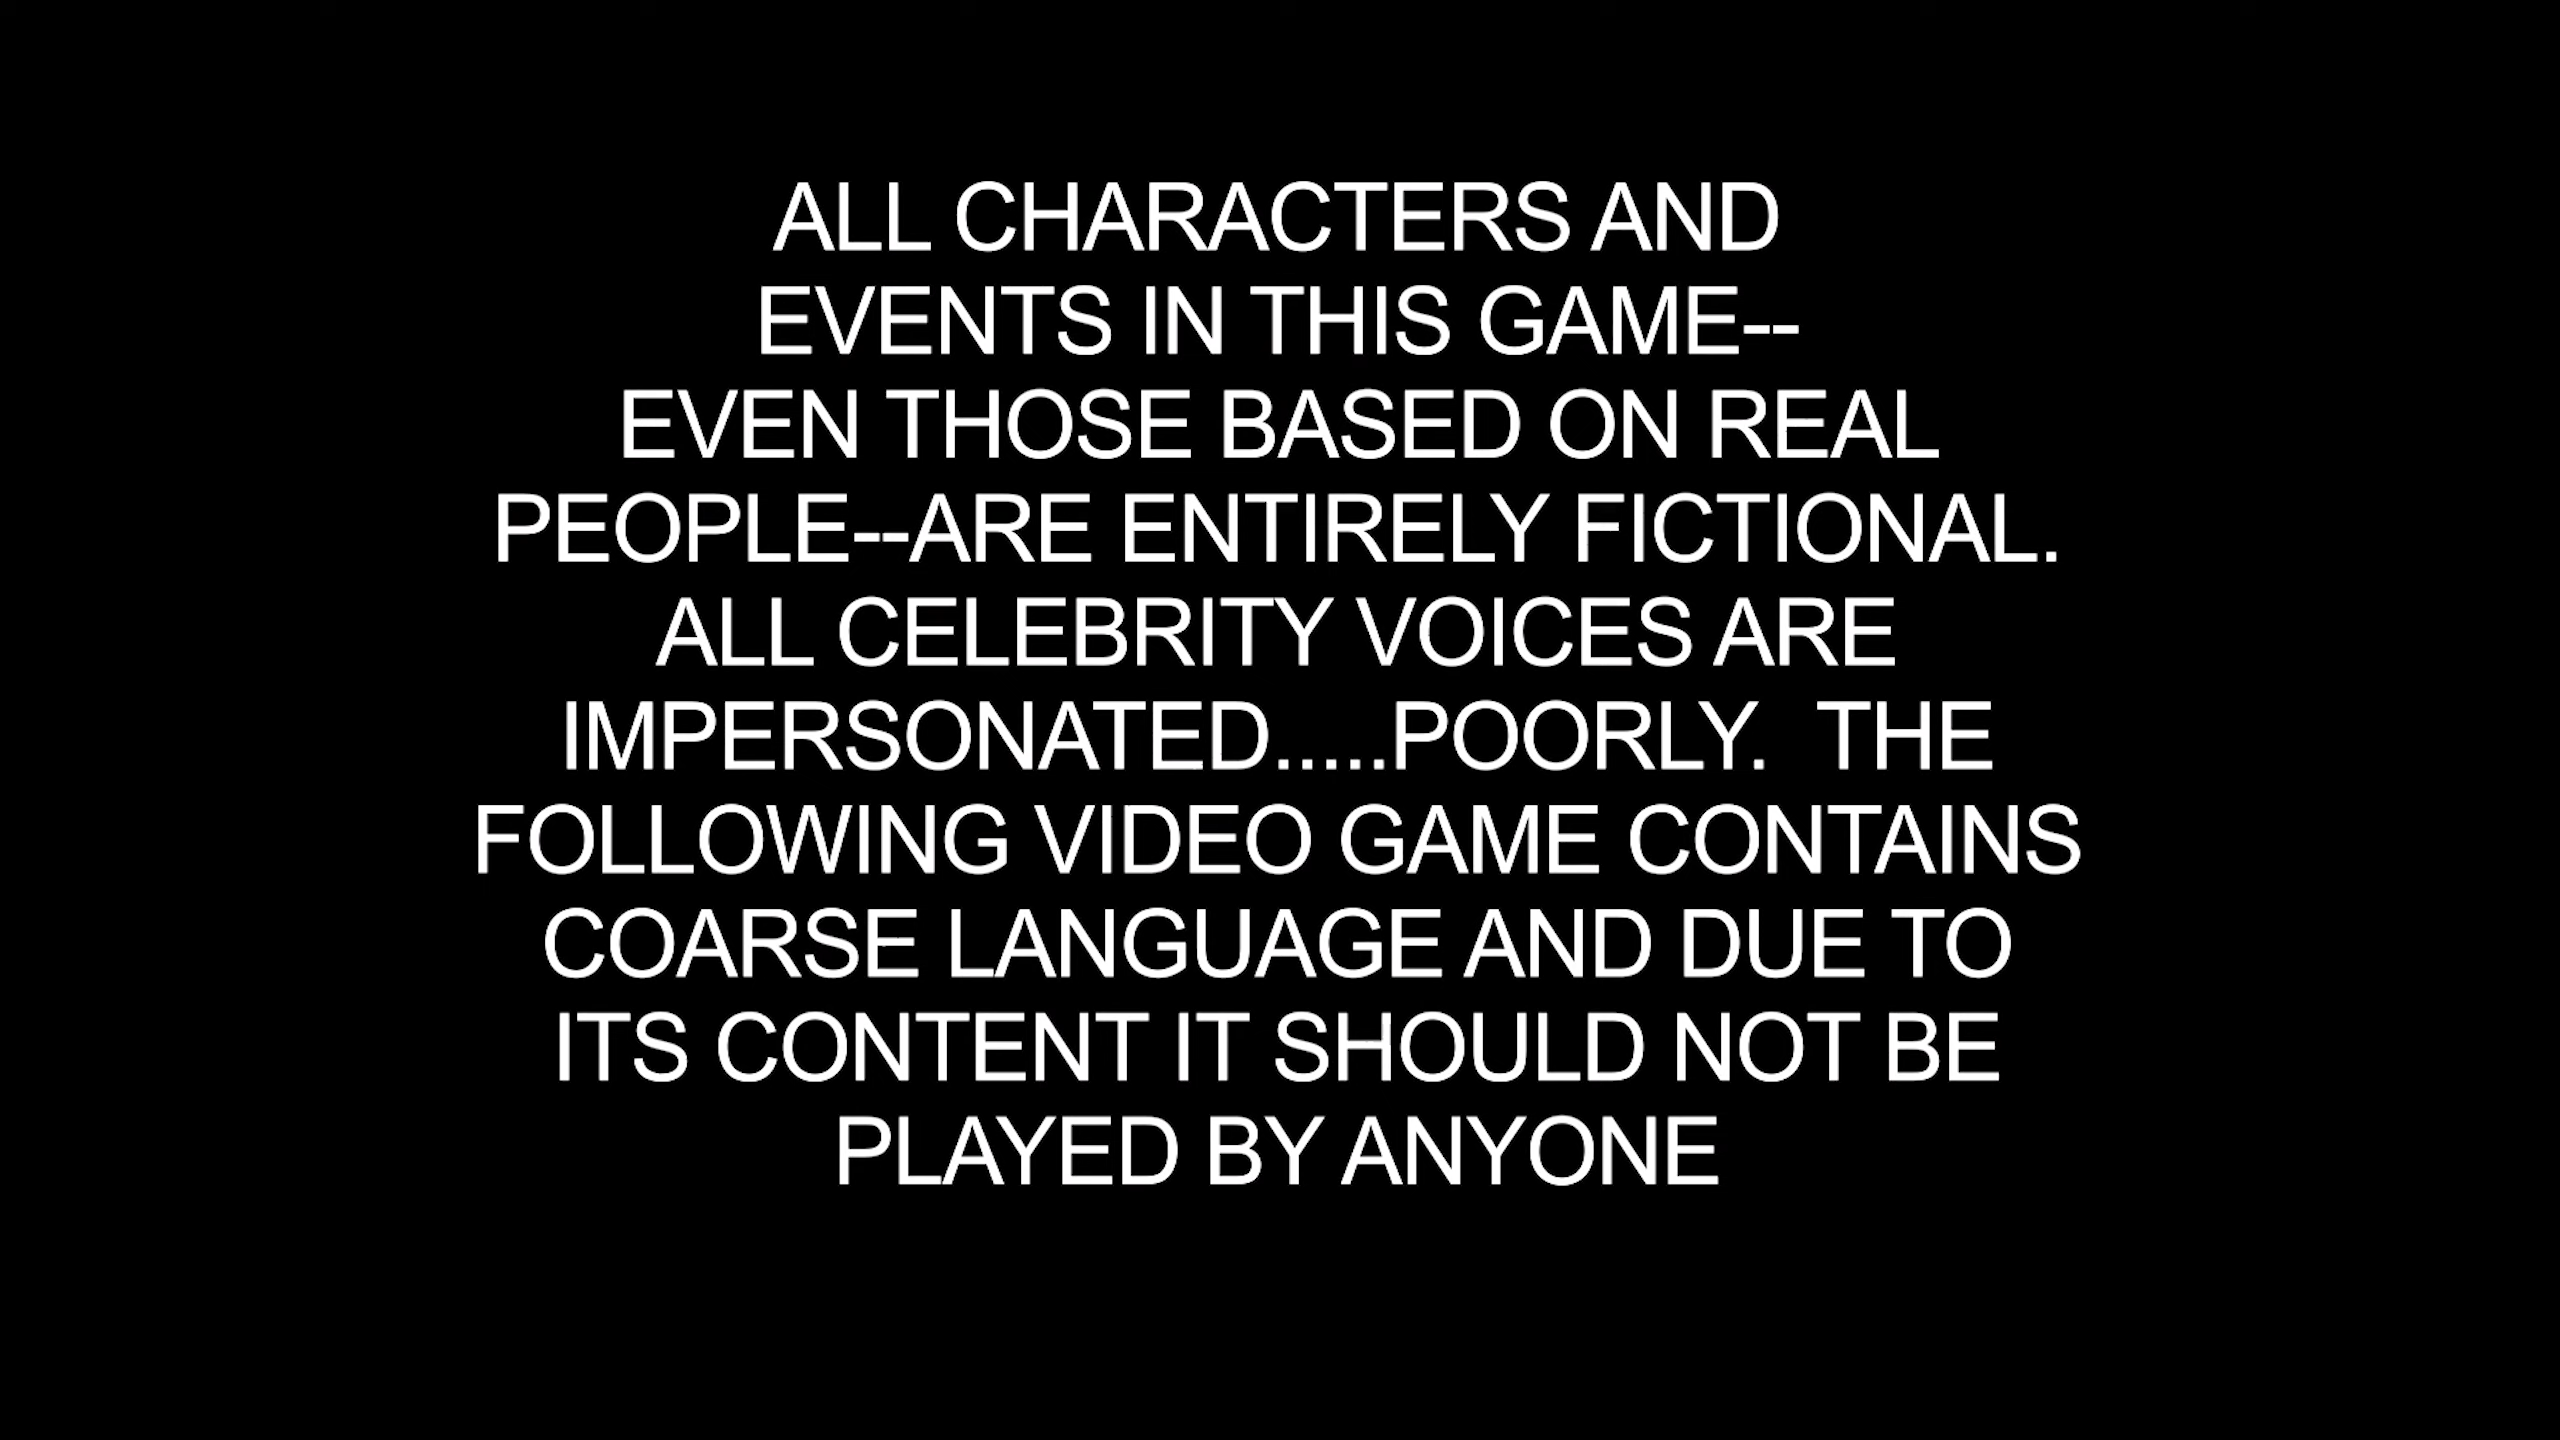 ALL CHARACTERS AND
EVENTS IN THIS GAME--
EVEN THOSE BASED ON REAL
PEOPLE--ARE ENTIRELY FICTIONAL.
ALL CELEBRITY VOICES ARE
IMPERSONATED.....POORLY.  THE
FOLLOWING VIDEO GAME CONTAINS
COARSE LANGUAGE AND DUE TO
ITS CONTENT IT SHOULD NOT BE
PLAYED BY ANYONE